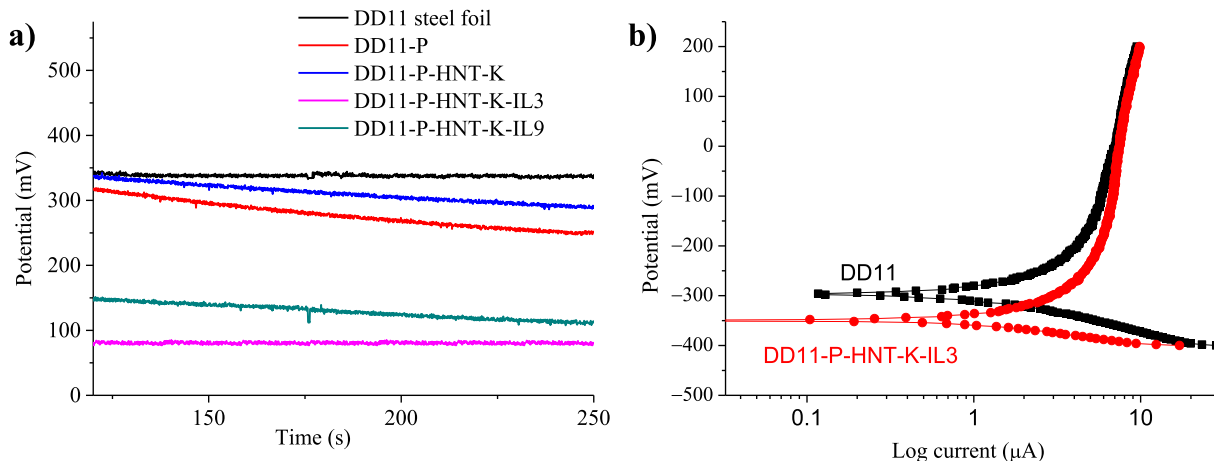 a)
DD11 steel foil
DD11-P
DD11-P-HNT-K
DD11-P-HNT-K-IL3
DD11-P-HNT-K-IL9
500
400
300
200
100
0
150
200
250
Potential (mV)
Time (s)
b)
200
100
0
−100
−200
−300
−400
−500
0.1
1
10
Potential (mV)
Log current (μA)
DD11
DD11-P-HNT-K-IL3